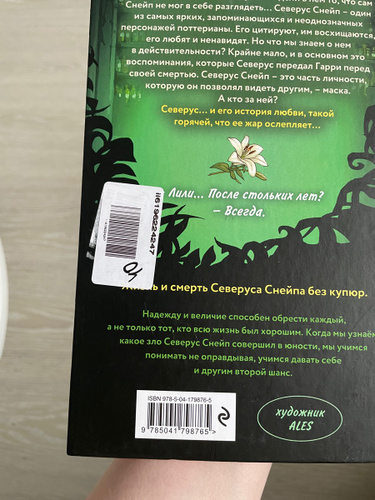 Снейп не мог в себе разглядеть... Северус Снейп – один
из самых ярких, запоминающихся и неоднозначных
персонажей поттерианы. Его цитируют, им восхищаются,
его любят и ненавидят. Но что мы знаем о нем
в действительности? Крайне мало, и в основном это
воспоминания, которые Северус передал Гарри перед
своей смертью. Северус Снейп – это часть личности,
которую он позволял видеть другим, – маска.
А кто за ней?
Северус... и его история любви, такой
горячей, что ее жар ослепляет...
Лили... После стольких лет?
– Всегда.
li6196224247
и смерть Северуса Снейпа без купюр.
Надежду и величие способен обрести каждый,
а не только тот, кто всю жизнь был хорошим. Когда мы узнаём
какое зло Северус Снейп совершил в юности, мы учимся
понимать не оправдывая, учимся давать себе
и другим второй шанс.
ISBN 978-5-04-179876-5
9 785041 798765 >
художник
ALES